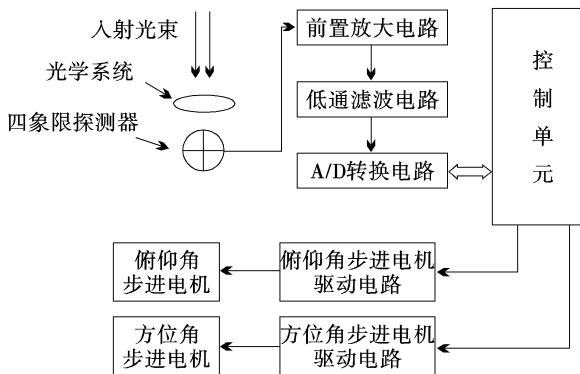 入射光束
光学系统
四象限探测器
前置放大电路
低通滤波电路
A/D转换电路
控制单元
俯仰角
步进电机
俯仰角步进电机
驱动电路
方位角
步进电机
方位角步进电机
驱动电路